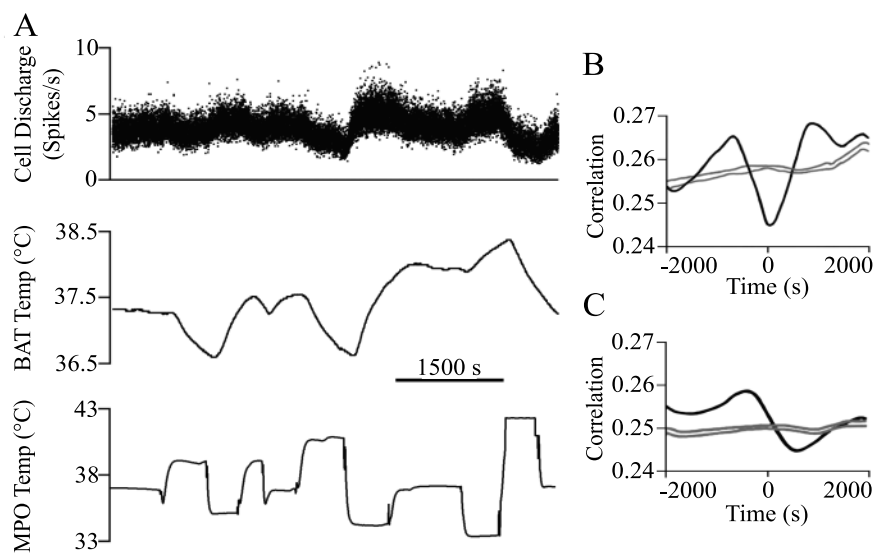 A
Cell Discharge
(Spikes/s)
10
5
0
BAT Temp (°C)
38.5
37.5
36.5
1500 s
MPO Temp (°C)
43
38
33
B
Correlation
0.27
0.26
0.25
0.24
-2000 0 2000
Time (s)
C
Correlation
0.27
0.26
0.25
0.24
-2000 0 2000
Time (s)